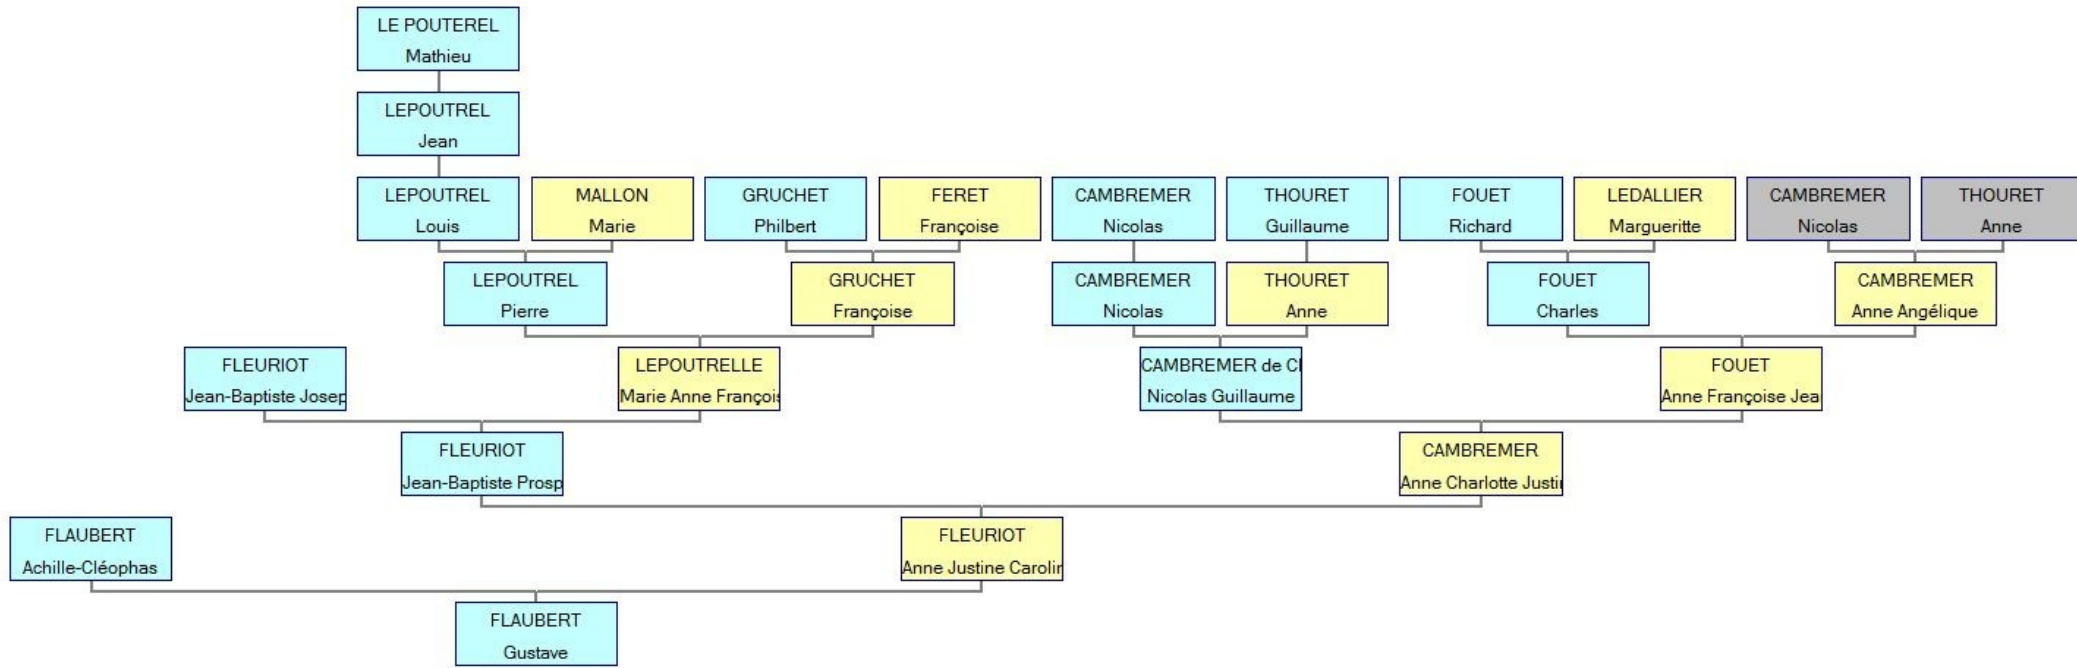 LE POUTEREL
Mathieu
LEPOUTREL
Jean
LEPOUTREL
Louis
MALLON
Marie
GRUCHET
Philbert
FERET
Françoise
CAMBREMER
Nicolas
THOURET
Guillaume
FOUET
Richard
LEDALLIER
Margueritte
CAMBREMER
Nicolas
THOURET
Anne
LEPOUTREL
Pierre
GRUCHET
Françoise
CAMBREMER
Nicolas
THOURET
Anne
FOUET
Charles
CAMBREMER
Anne Angélique
FLEURIOT
Jean-Baptiste Josep
LEPOUTRELLE
Marie Anne François
CAMBREMER de
Nicolas Guillaume
FOUET
Anne Françoise Jea
FLEURIOT
Jean-Baptiste Prosp
CAMBREMER
Anne Charlotte Justi
FLAUBERT
Achille-Cléophas
FLEURIOT
Anne Justine Carolin
FLAUBERT
Gustave